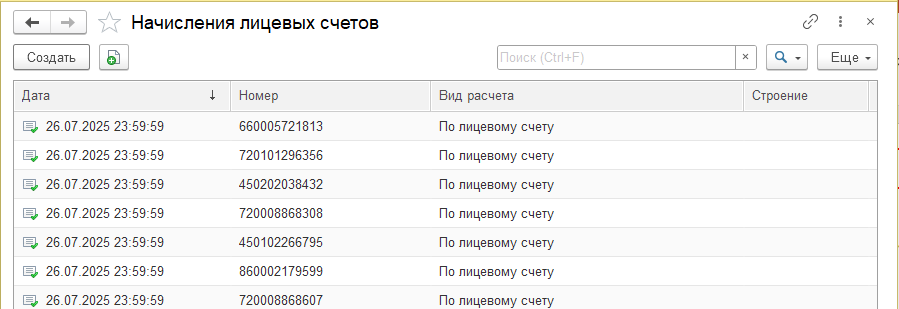 Начисления лицевых счетов
Создать Поиск (Ctrl+F) × Еще
Дата ↓ Номер Вид расчета Строение
26.07.2025 23:59:59 660005721813 По лицевому счету
26.07.2025 23:59:59 720101296356 По лицевому счету
26.07.2025 23:59:59 450202038432 По лицевому счету
26.07.2025 23:59:59 720008868308 По лицевому счету
26.07.2025 23:59:59 450102266795 По лицевому счету
26.07.2025 23:59:59 860002179599 По лицевому счету
26.07.2025 23:59:59 720008868607 По лицевому счету